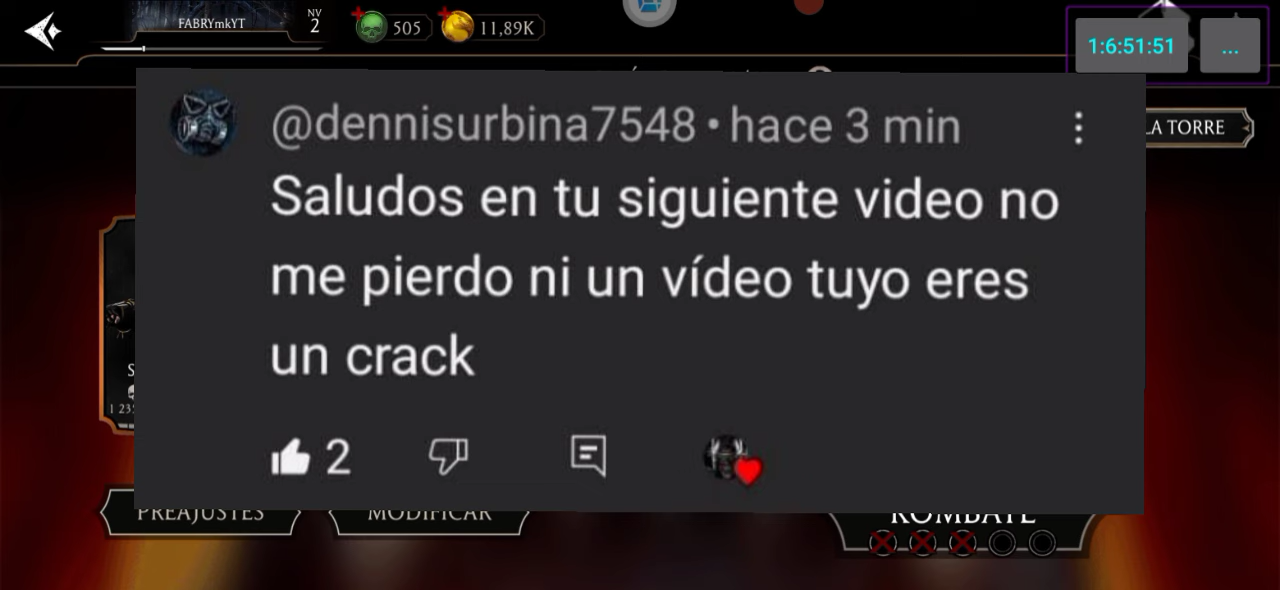 FABRYmkYT
NV
2
505
11,89K
1:6:51:51
...
LA TORRE
@dennisurbina7548 • hace 3 min
Saludos en tu siguiente video no
me pierdo ni un vídeo tuyo eres
un crack
2
PREAJUSTES
MODIFICAR
KOMBATE